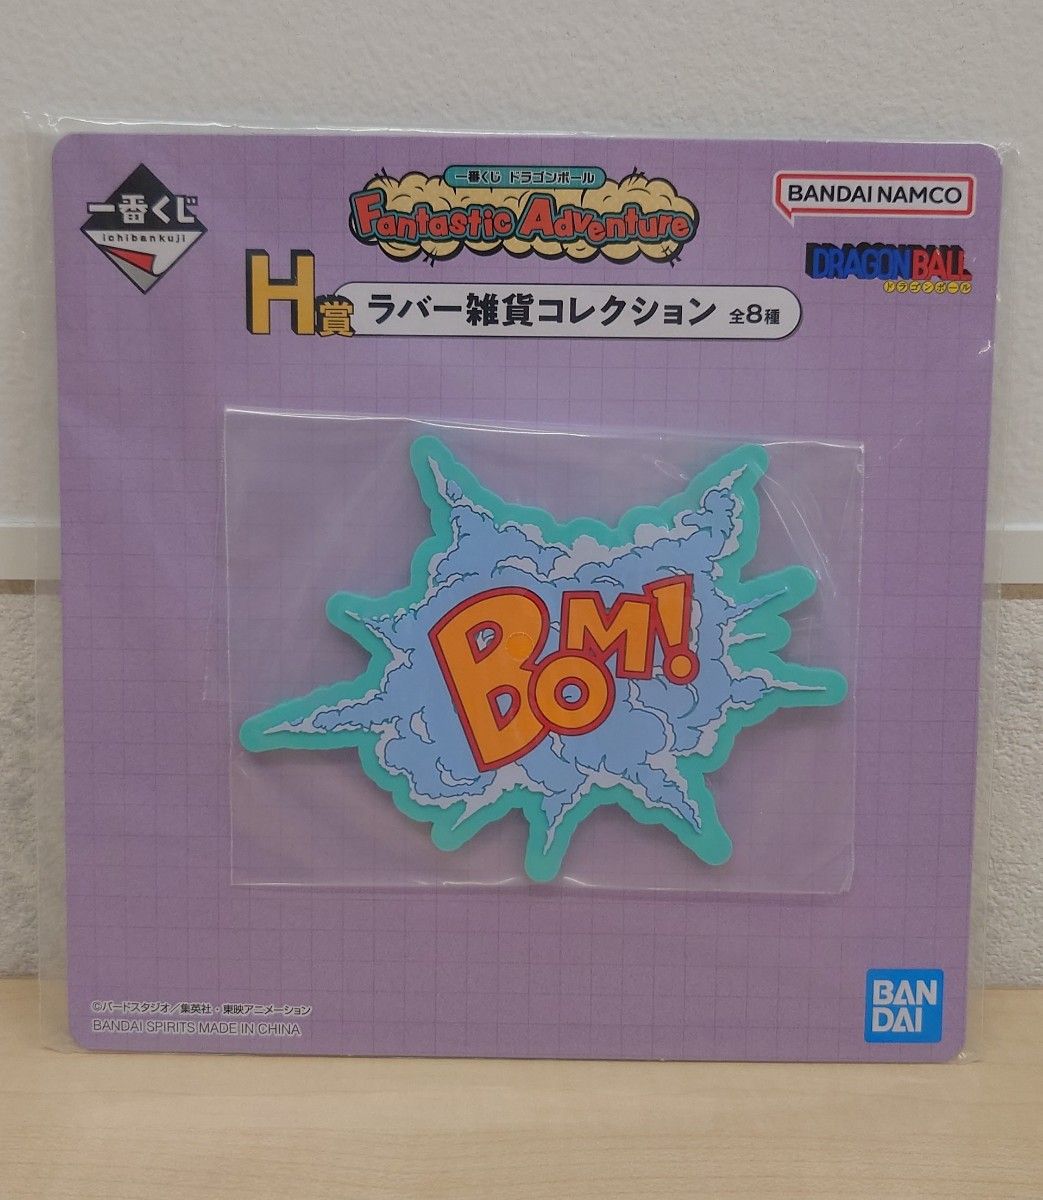 一番くじ
ichibankuji
一番くじ ドラゴンボール
Fantastic Adventure
BANDAI NAMCO
DRAGON BALL
ドラゴンボール
H賞 ラバー雑貨コレクション 全8種
BOM!
©バードスタジオ／集英社・東映アニメーション
BANDAI SPIRITS MADE IN CHINA
BAN
DAI